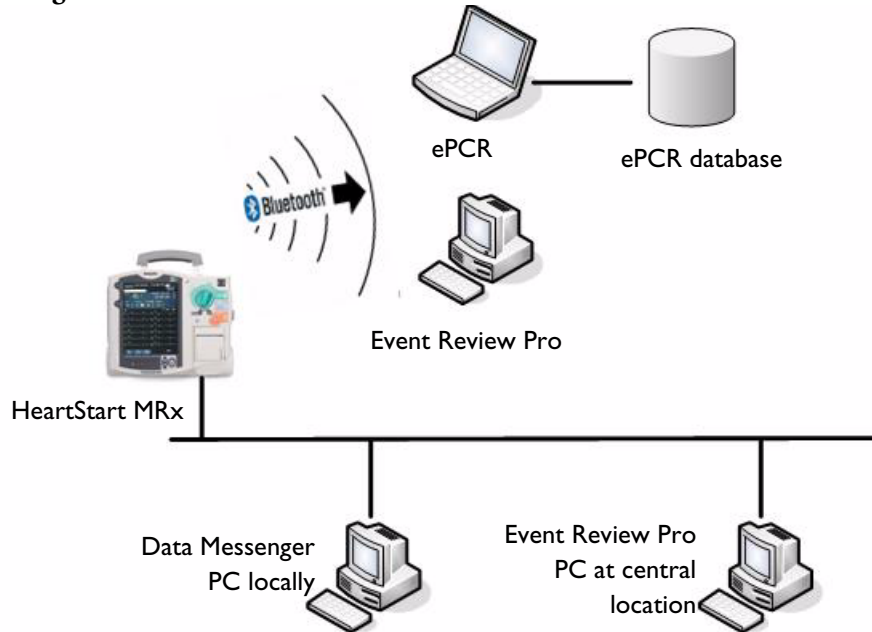 ePCR
ePCR database
Bluetooth
Event Review Pro
HeartStart MRx
Data Messenger
PC locally
Event Review Pro
PC at central
location